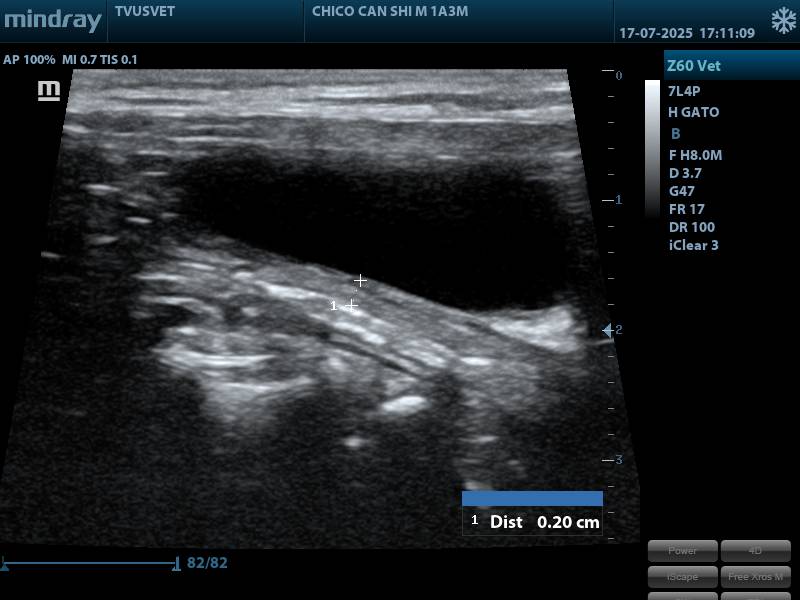 mindray TVUSVET CHICO CAN SHI M 1A3M
17-07-2025 17:11:09
AP 100% MI 0.7 TIS 0.1
m
Z60 Vet
7L4P
H GATO
B
F H8.0M
D 3.7
G47
FR 17
DR 100
iClear 3
0
1
2
3
1
1 Dist 0.20 cm
82/82
Power 4D
iScape Free Xros M